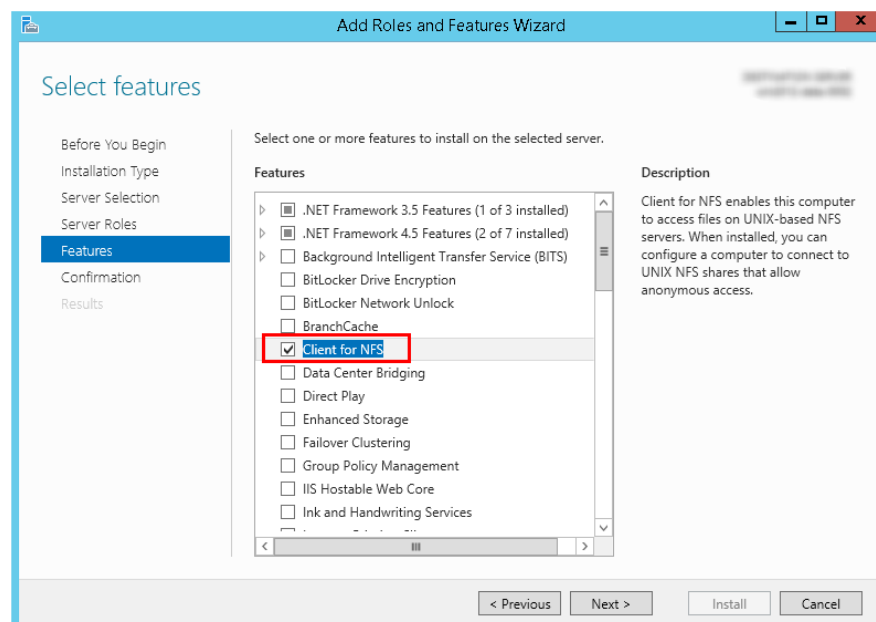 Add Roles and Features Wizard
Select features
Before You Begin
Installation Type
Server Selection
Server Roles
Features
Confirmation
Results
Select one or more features to install on the selected server.
Features
.NET Framework 3.5 Features (1 of 3 installed)
.NET Framework 4.5 Features (2 of 7 installed)
Background Intelligent Transfer Service (BITS)
BitLocker Drive Encryption
BitLocker Network Unlock
BranchCache
Client for NFS
Data Center Bridging
Direct Play
Enhanced Storage
Failover Clustering
Group Policy Management
IIS Hostable Web Core
Ink and Handwriting Services
Description
Client for NFS enables this computer
to access files on UNIX-based NFS
servers. When installed, you can
configure a computer to connect to
UNIX NFS shares that allow
anonymous access.
< Previous
Next >
Install
Cancel